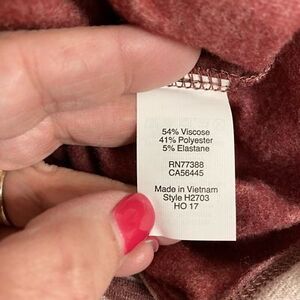 54% Viscose
41% Polyester
5% Elastane
RN77388
CA56445
Made in Vietnam
Style H2703
HO 17